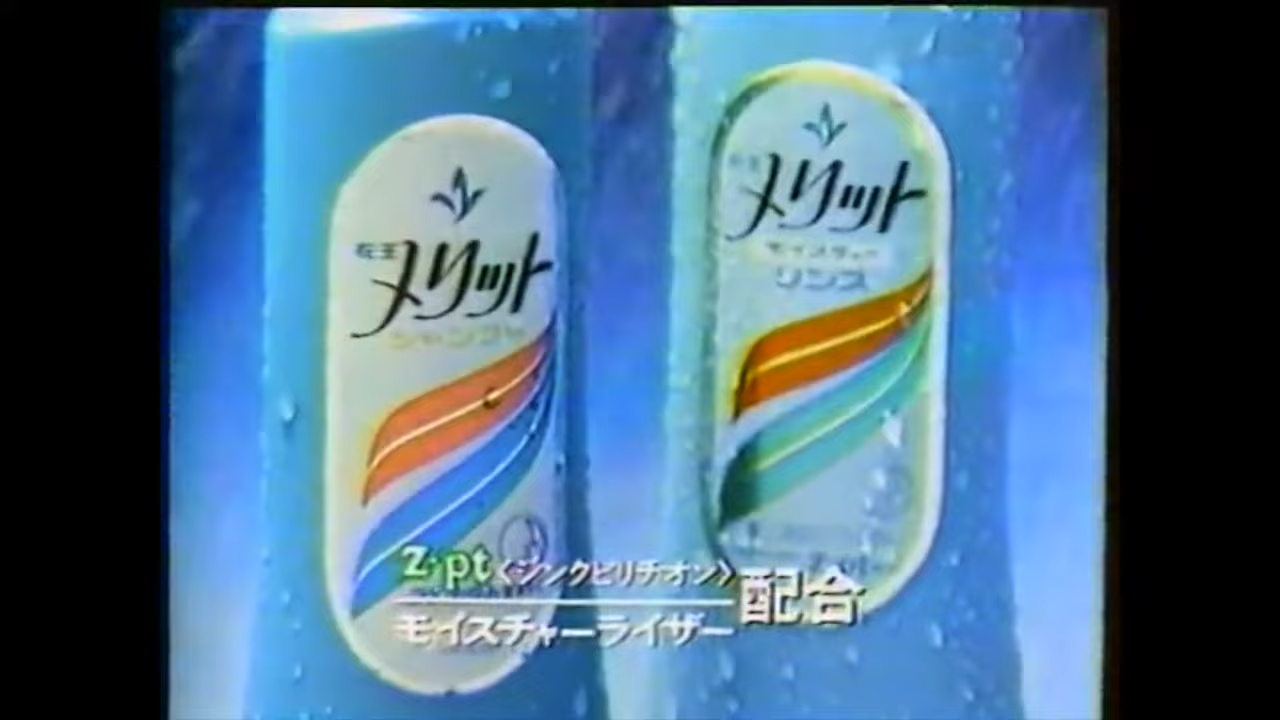 花王
メリット
シャンプー
メリット
モイスチャー
リンス
Z·pt〈ジンクピリチオン〉
モイスチャーライザー
配合